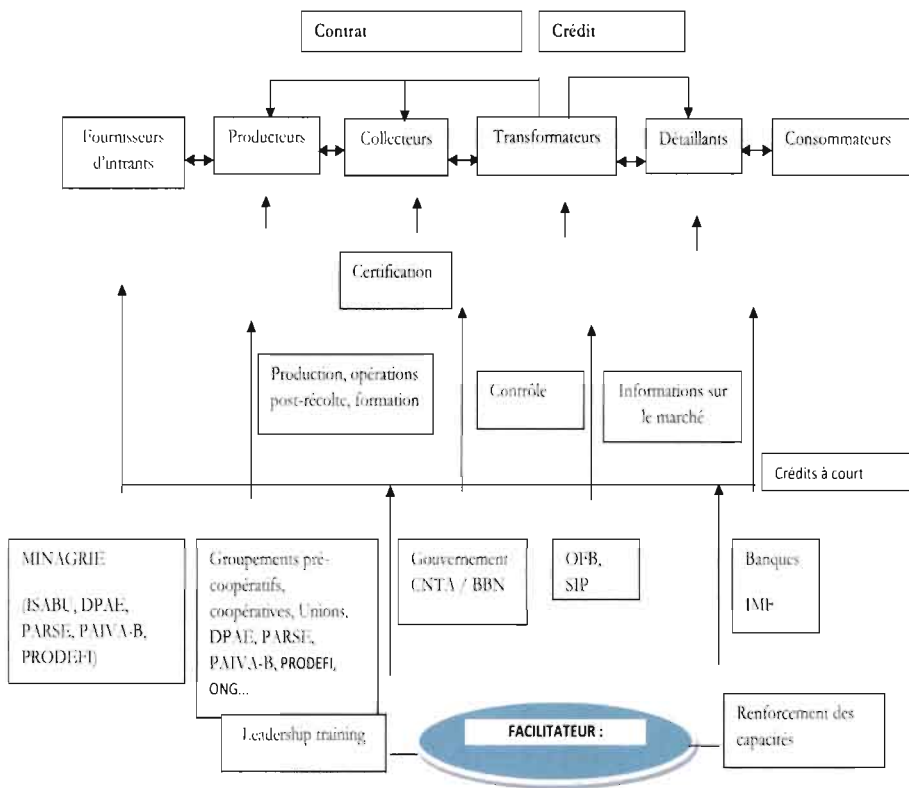 Contrat
Crédit
Fournisseurs
d'intrants
Producteurs
Collecteurs
Transformateurs
Détaillants
Consommateurs
Certification
Production, opérations
post-récolte, formation
Contrôle
Informations sur
le marché
Crédits à court
MINAGRIE
(ISABU, DPAE,
PARSE, PAIVA-B,
PRODEFI)
Groupements pré-
coopératifs,
coopératives, Unions,
DPAE, PARSE,
PAIVA-B, PRODEFI,
ONG...
Gouvernement
CNTA / BBN
OFB,
SIP
Banques
IMF
Leadership training
FACILITATEUR :
Renforcement des
capacités